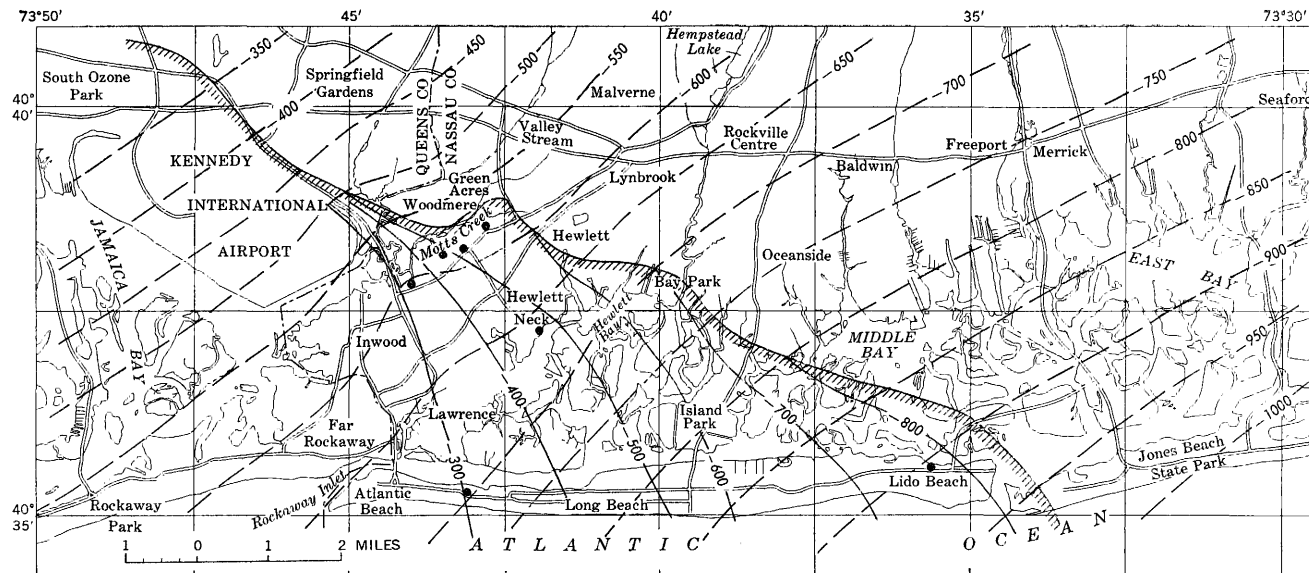 73°50′
45′
40′
35′
73°30′
350
450
500
550
Hempstead
Lake
600
650
700
750
South Ozone
Park
Springfield
Gardens
Malverne
Seaford
40°
40′
400
QUEENS CO
NASSAU CO
Valley
Stream
Rockville
Centre
Freeport
Merrick
800
KENNEDY
Baldwin
Green
Acres
Lynbrook
850
INTERNATIONAL
Woodmere
JAMAICA
BAY
Motts Creek
Hewlett
AIRPORT
Oceanside
EAST BAY
900
Bay Park
Hewlett
Neck
Hewlett
Bay
MIDDLE
BAY
950
Inwood
400
Lawrence
Island
Park
700
800
1000
Far
Rockaway
500
Jones Beach
State Park
300
600
Rockaway Inlet
Lido Beach
Rockaway
Park
Atlantic
Beach
Long Beach
40°
35′
1 0 1 2 MILES
ATLANTIC
OCEAN